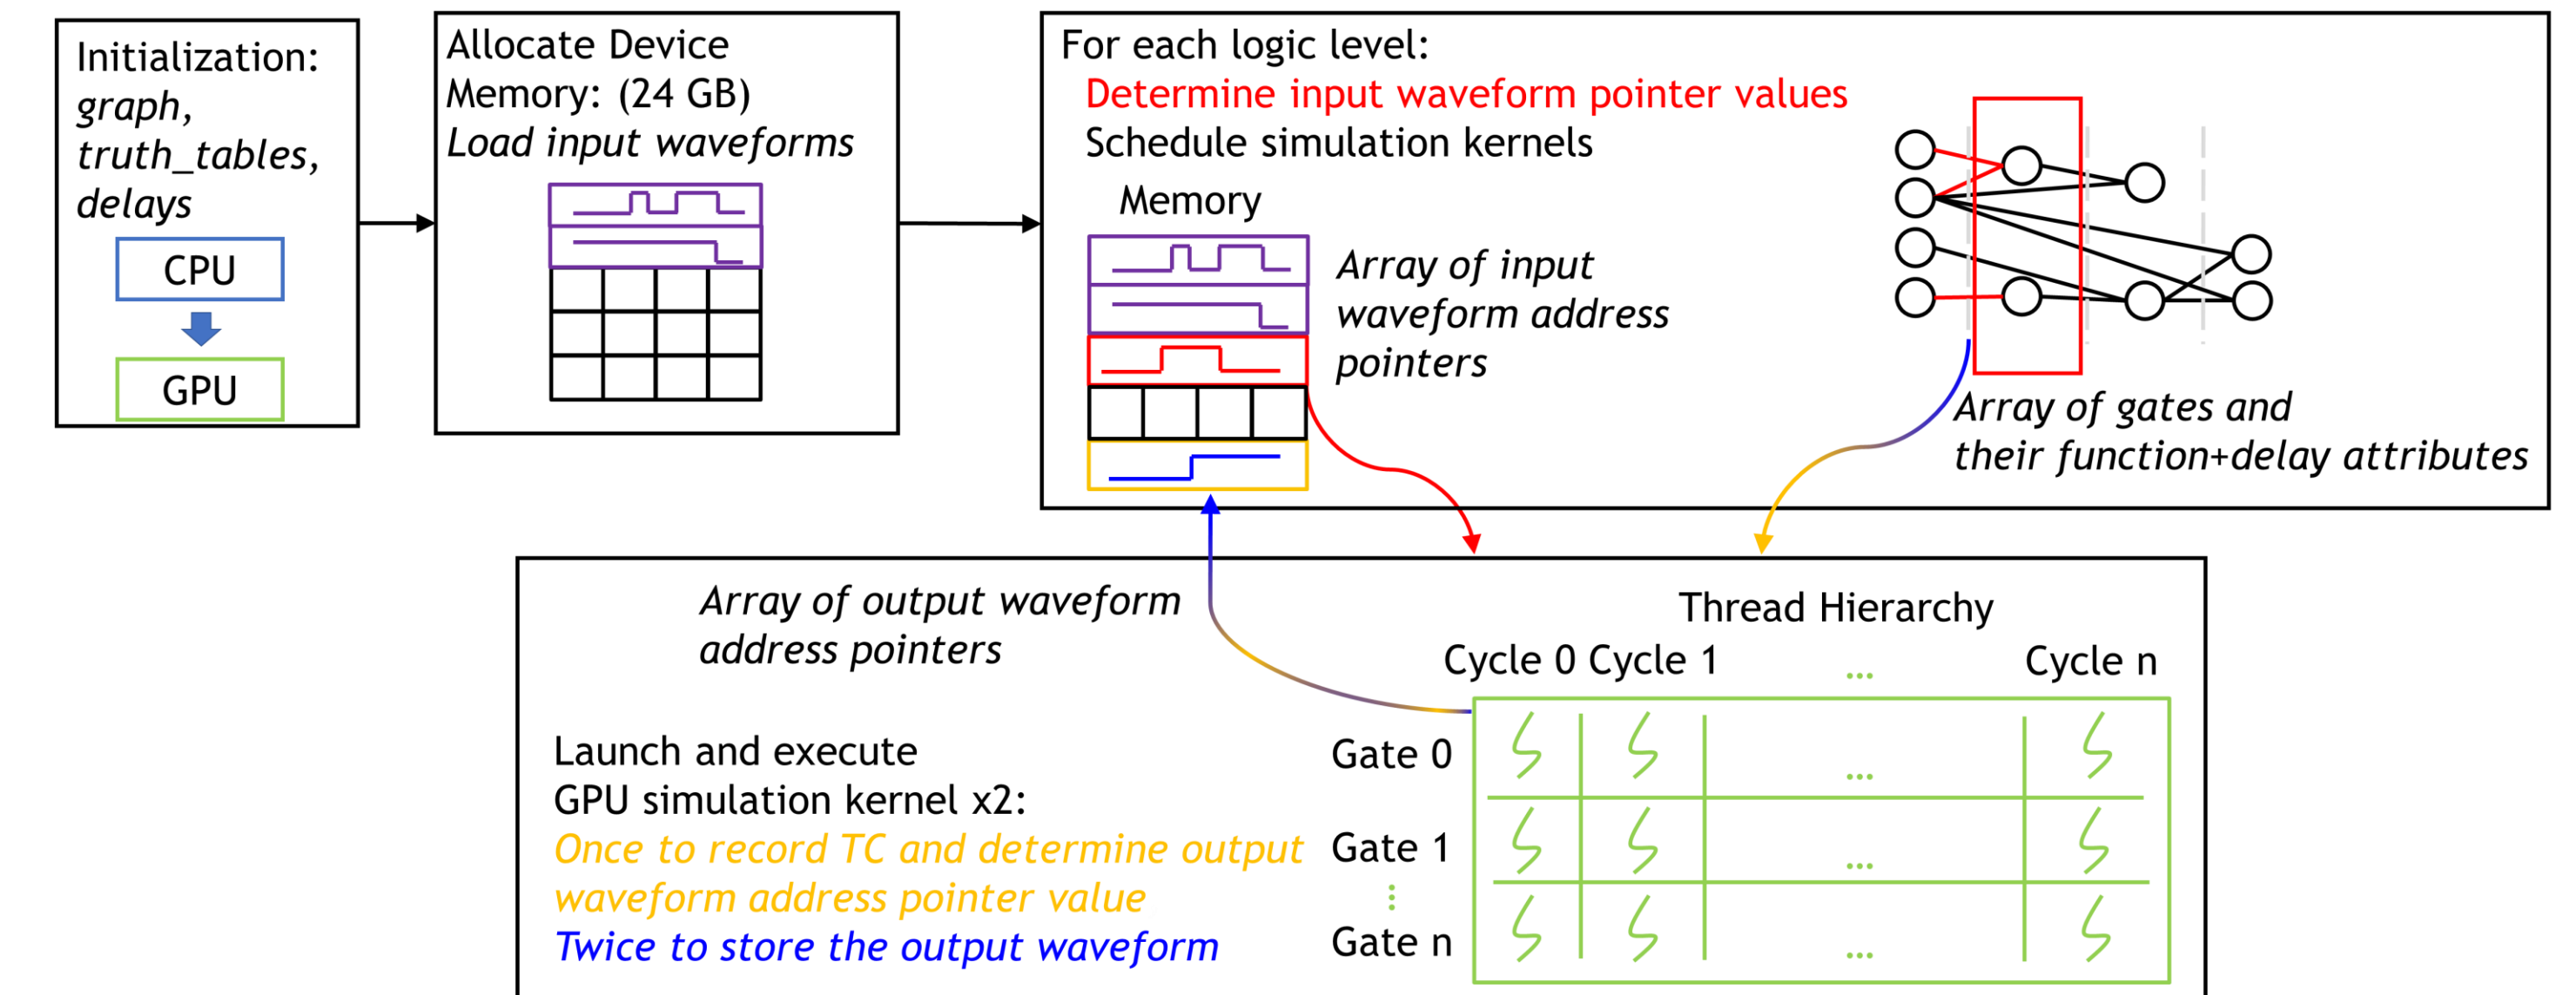 Initialization:
graph,
truth_tables,
delays
CPU
GPU
Allocate Device
Memory: (24 GB)
Load input waveforms
For each logic level:
Determine input waveform pointer values
Schedule simulation kernels
Memory
Array of input
waveform address
pointers
Array of gates and
their function+delay attributes
Array of output waveform
address pointers
Launch and execute
GPU simulation kernel x2:
Once to record TC and determine output
waveform address pointer value
Twice to store the output waveform
Thread Hierarchy
Cycle 0 Cycle 1 ... Cycle n
Gate 0 ...
Gate 1 ...
⋮
Gate n ...